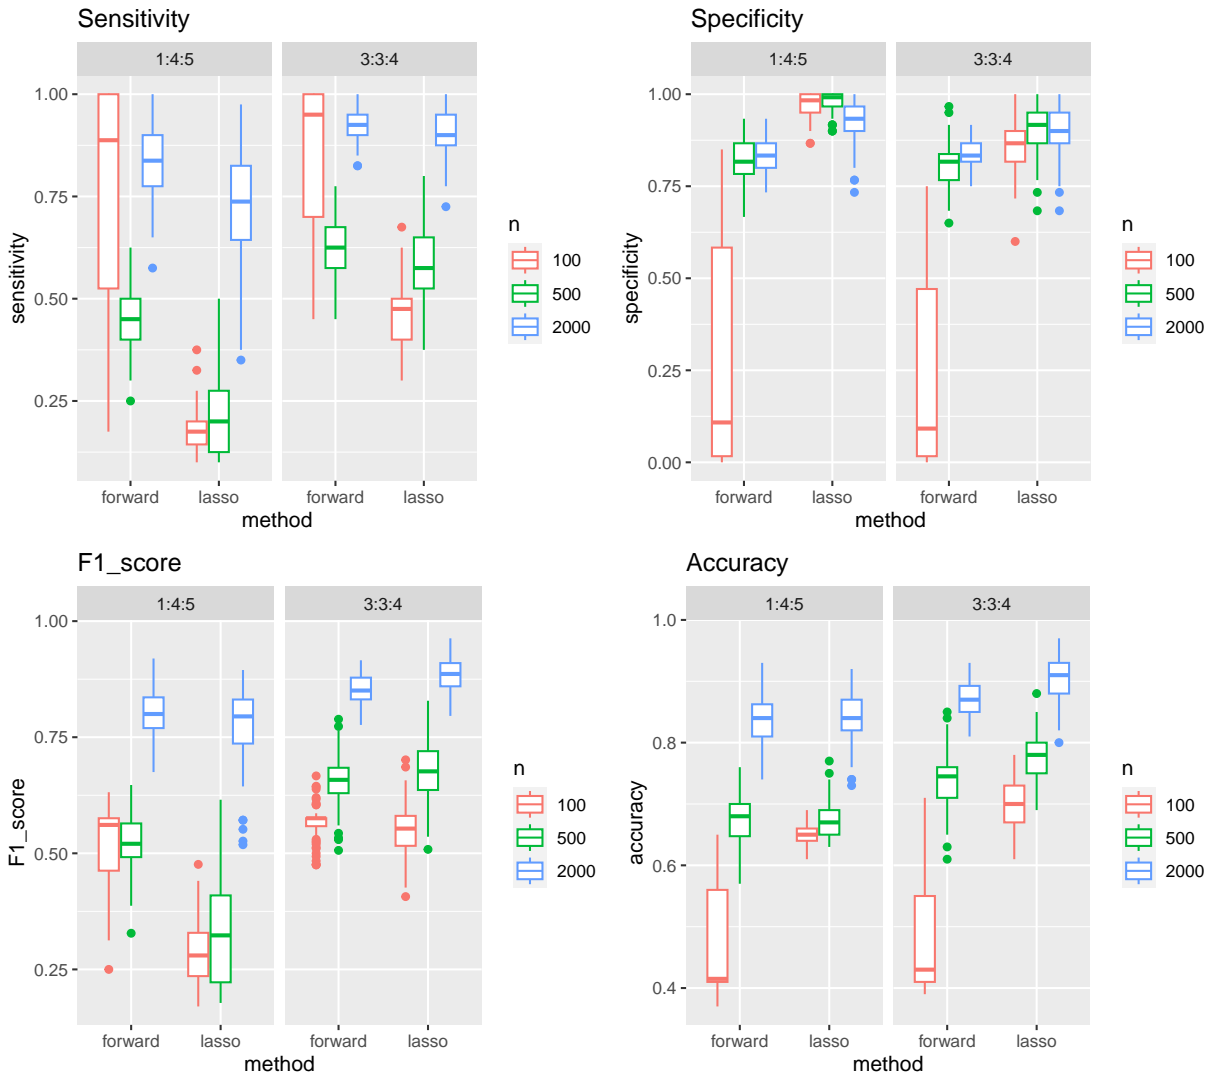 Sensitivity
1:4:5
3:3:4
1.00
0.75
0.50
0.25
sensitivity
forward
lasso
forward
lasso
method
n
100
500
2000
Specificity
1:4:5
3:3:4
1.00
0.75
0.50
0.25
0.00
specificity
forward
lasso
forward
lasso
method
n
100
500
2000
F1_score
1:4:5
3:3:4
1.00
0.75
0.50
0.25
F1_score
forward
lasso
forward
lasso
method
n
100
500
2000
Accuracy
1:4:5
3:3:4
1.0
0.8
0.6
0.4
accuracy
forward
lasso
forward
lasso
method
n
100
500
2000